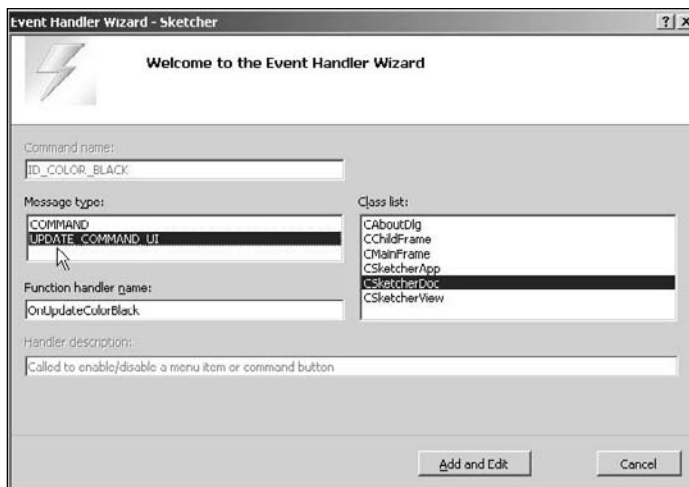 Event Handler Wizard - Sketcher
Welcome to the Event Handler Wizard
Command name:
ID_COLOR_BLACK
Message type:
COMMAND
UPDATE_COMMAND_UI
Class list:
CAboutDlg
CChildFrame
CMainFrame
CSketcherApp
CSketcherDoc
CSketcherView
Function handler name:
OnUpdateColorBlack
Handler description:
Called to enable/disable a menu item or command button
Add and Edit
Cancel